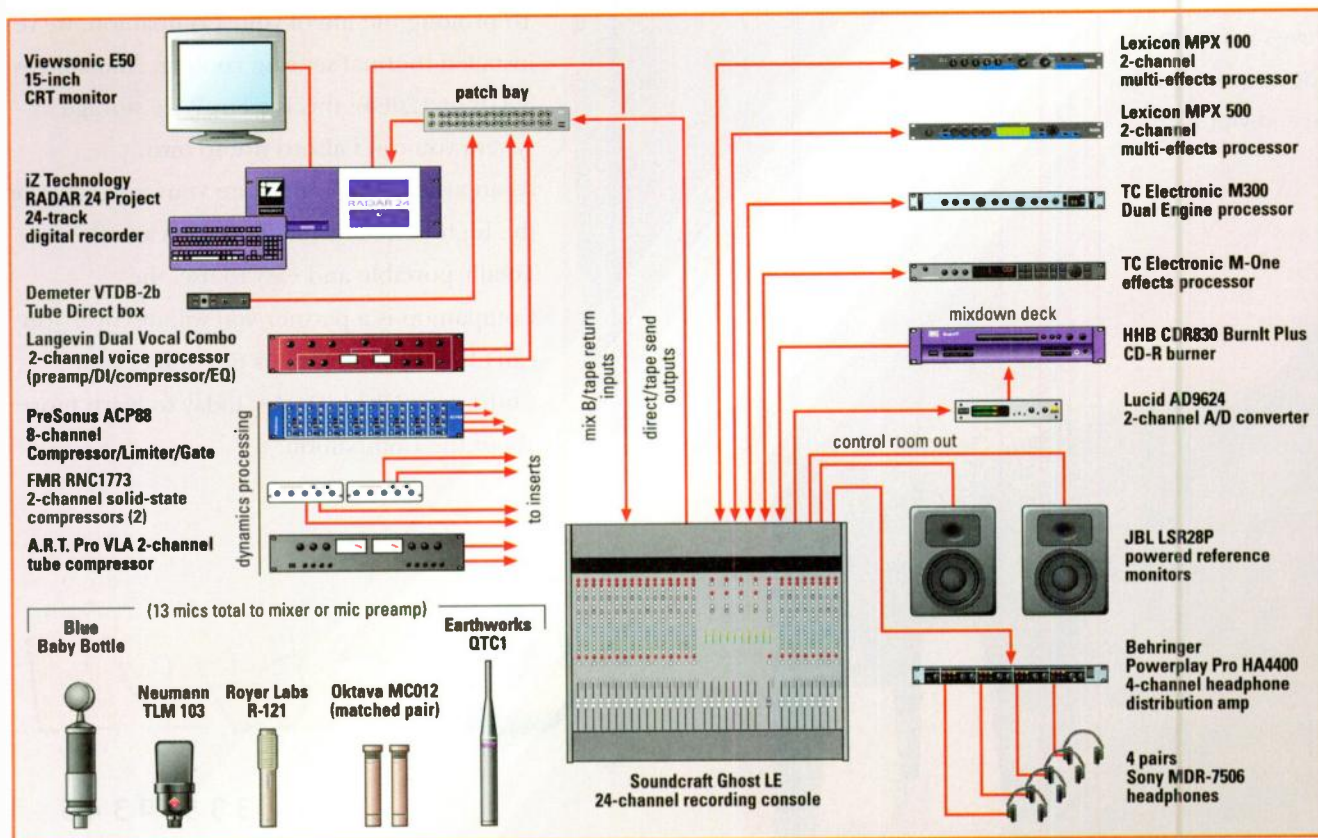 Viewsonic E50
15-inch
CRT monitor
patch bay
iZ Technology
RADAR 24 Project
24-track
digital recorder
iZ
RADAR 24
Demeter VTDB-2b
Tube Direct box
Langevin Dual Vocal Combo
2-channel voice processor
(preamp/DI/compressor/EQ)
PreSonus ACP88
8-channel
Compressor/Limiter/Gate
FMR RNC1773
2-channel solid-state
compressors (2)
A.R.T. Pro VLA 2-channel
tube compressor
dynamics processing
to inserts
mix B/tape return
inputs
direct/tape send
outputs
(13 mics total to mixer or mic preamp)
Blue
Baby Bottle
Neumann
TLM 103
Royer Labs
R-121
Oktava MC012
(matched pair)
Earthworks
QTC1
Soundcraft Ghost LE
24-channel recording console
Lexicon MPX 100
2-channel
multi-effects processor
Lexicon MPX 500
2-channel
multi-effects processor
TC Electronic M300
Dual Engine processor
TC Electronic M-One
effects processor
mixdown deck
HHB CDR830 BurnIt Plus
CD-R burner
Lucid AD9624
2-channel A/D converter
control room out
JBL LSR28P
powered reference
monitors
Behringer
Powerplay Pro HA4400
4-channel headphone
distribution amp
4 pairs
Sony MDR-7506
headphones